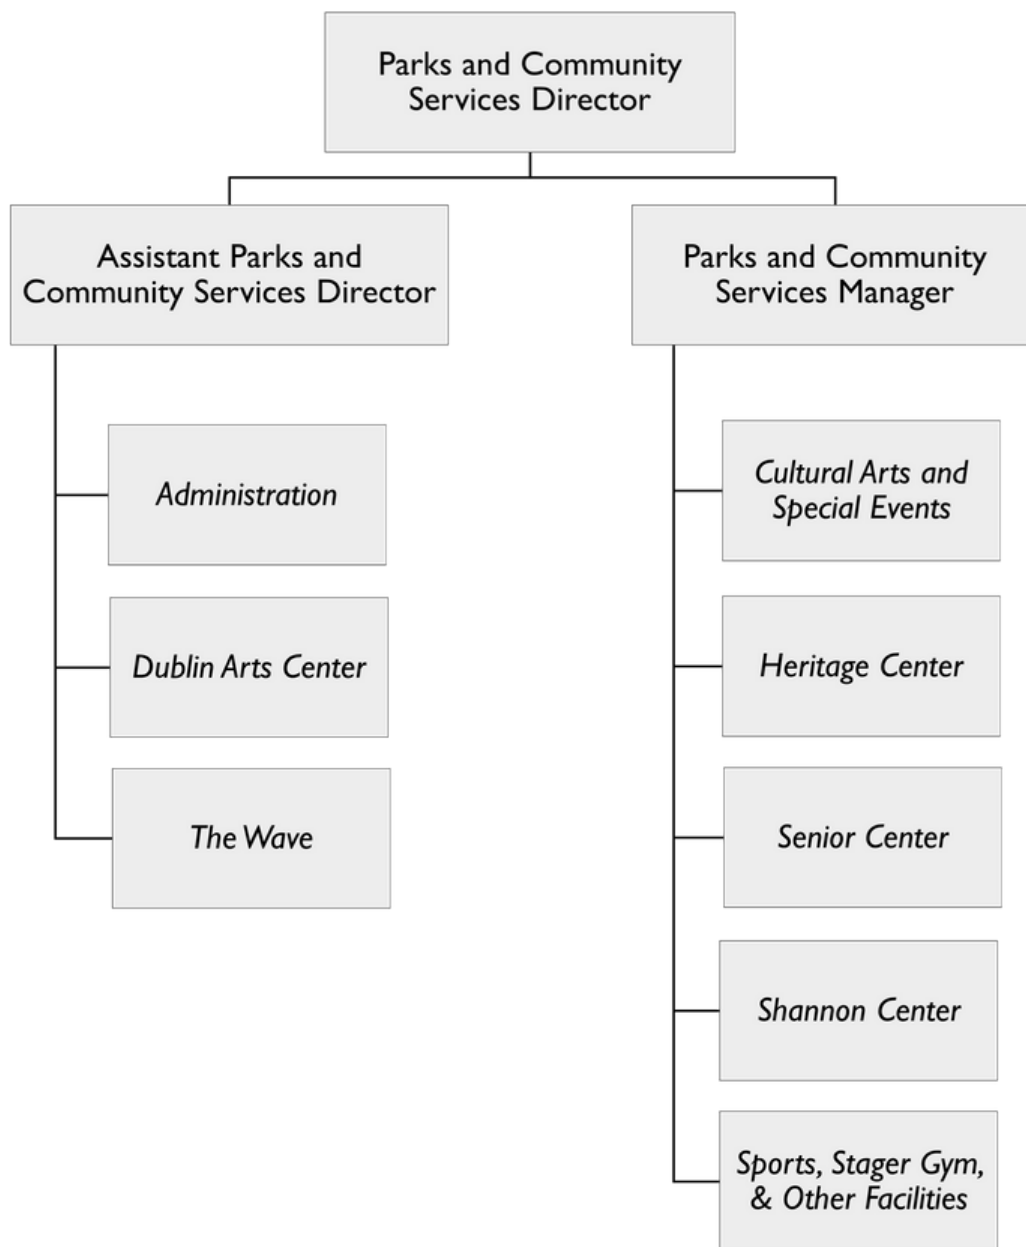 Parks and Community
Services Director
Assistant Parks and
Community Services Director
Administration
Dublin Arts Center
The Wave
Parks and Community
Services Manager
Cultural Arts and
Special Events
Heritage Center
Senior Center
Shannon Center
Sports, Stager Gym,
& Other Facilities